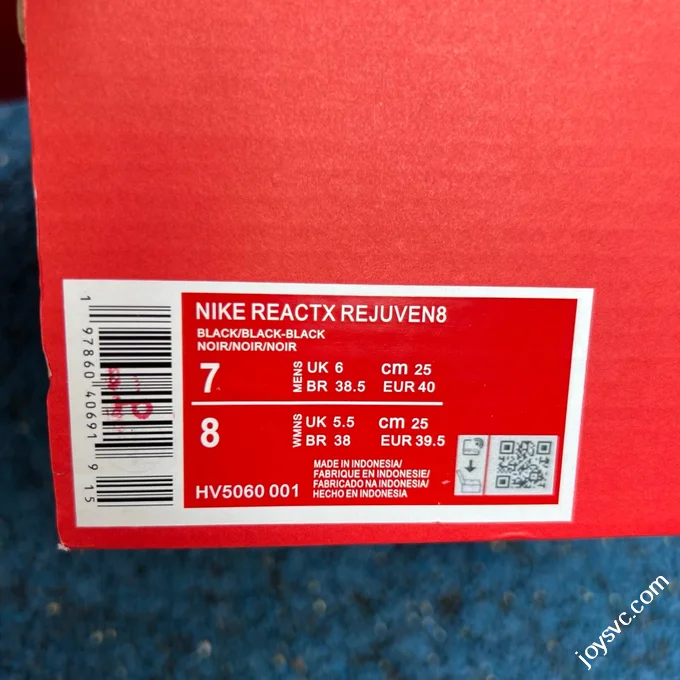 NIKE REACTX REJUVEN8
BLACK/BLACK-BLACK
NOIR/NOIR/NOIR
7 MENS UK 6 cm 25
BR 38.5 EUR 40
8 WMNS UK 5.5 cm 25
BR 38 EUR 39.5
HV5060 001
MADE IN INDONESIA/
FABRIQUE EN INDONESIE/
FABRICADO NA INDONESIA/
HECHO EN INDONESIA
1 97860 40691 9 15
joysvc.com